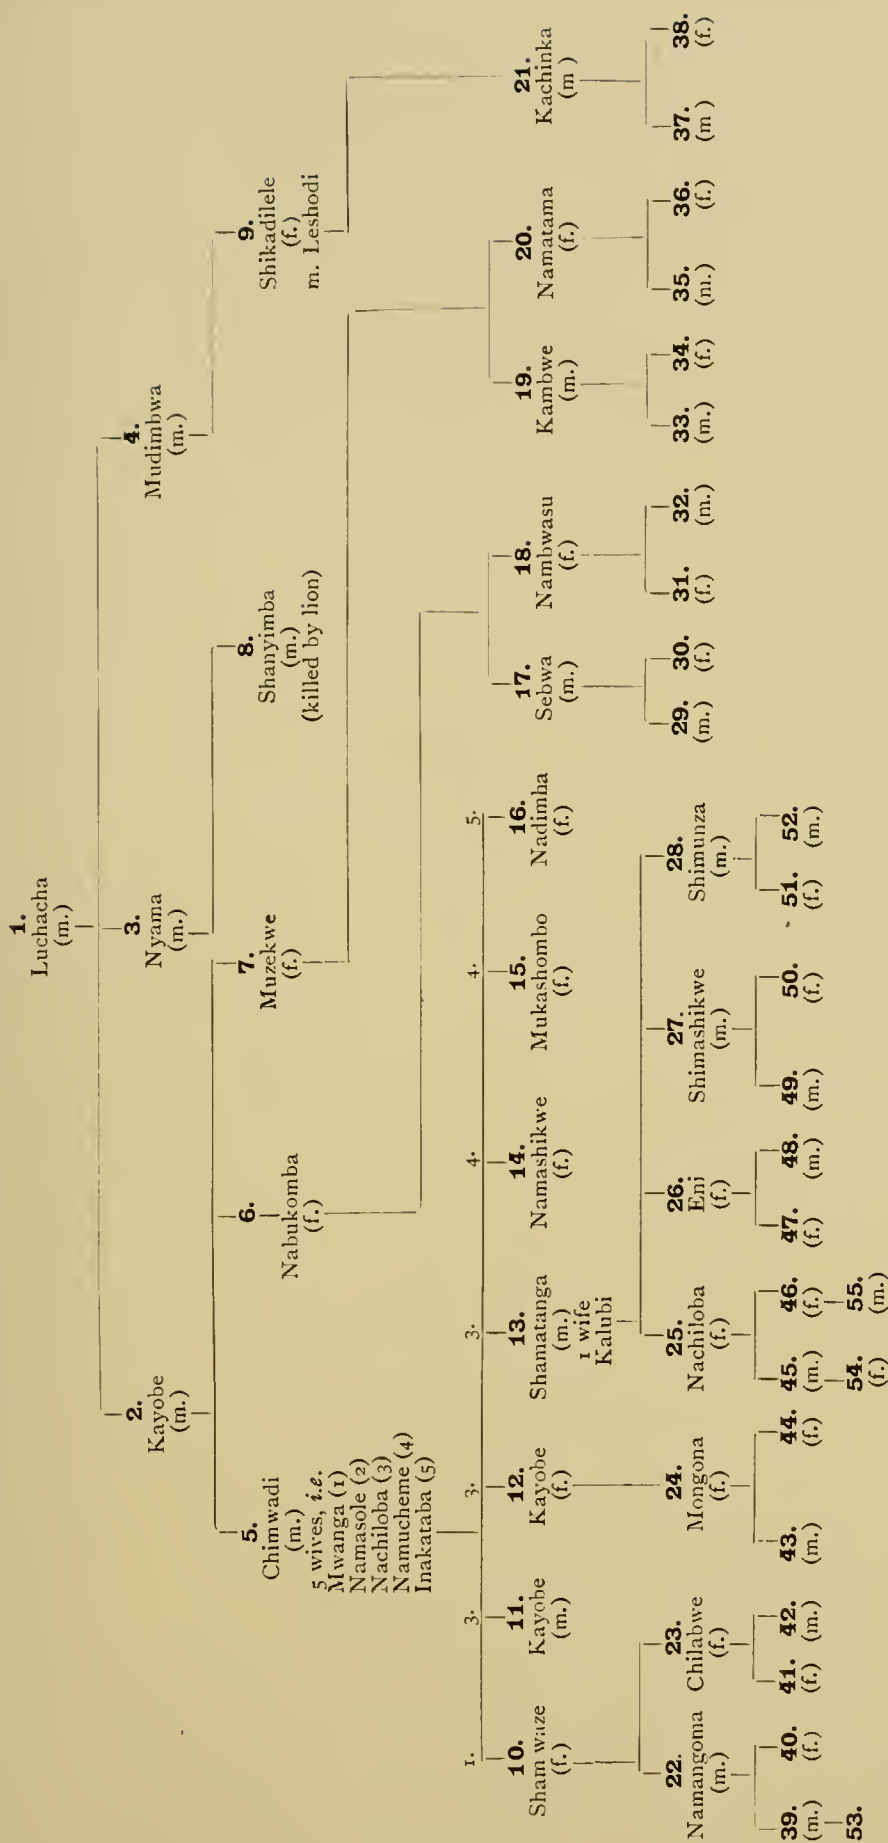 1.
Luchacha
(m.)
2.
Kayobe
(m.)
3.
Nyama
(m.)
4.
Mudimbwa
(m.)
5.
Chimwadi
(m.)
5 wives, i.e.
Mwanga (1)
Namasole (2)
Nachiloba (3)
Namucheme (4)
Inakataba (5)
6.
Nabukomba
(f.)
7.
Muzekwe
(f.)
8.
Shanyimba
(m.)
(killed by lion)
9.
Shikadilele
(f.)
m. Leshodi
1. 3. 3. 3. 4. 4. 5.
10.
Shamwaze
(f.)
11.
Kayobe
(m.)
12.
Kayobe
(f.)
13.
Shamatanga
(m.)
1 wife
Kalubi
14.
Namashikwe
(f.)
15.
Mukashombo
(f.)
16.
Nadimha
(f.)
17.
Sebwa
(m.)
18.
Nambwasu
(f.)
19.
Kambwe
(m.)
20.
Namatama
(f.)
21.
Kachinka
(m )
22.
Namangoma
(m.)
23.
Chilabwe
(f.)
24.
Mongona
(f.)
25.
Nachiloba
(f.)
26.
Eni
(f.)
27.
Shimashikwe
(m.)
28.
Shimunza
(m.)
29.
(m.)
30.
(f.)
31.
(f.)
32.
(m.)
33.
(m.)
34.
(f.)
35.
(m.)
36.
(f.)
37.
(m )
38.
(f.)
39.
(m.)
40.
(f.)
41.
(f.)
42.
(m.)
43.
(m.)
44.
(f.)
45.
(m.)
46.
(f.)
47.
(f.)
48.
(m.)
49.
(m.)
50.
(f.)
51.
(f.)
52.
(m.)
53.
54.
(f.)
55.
(m.)